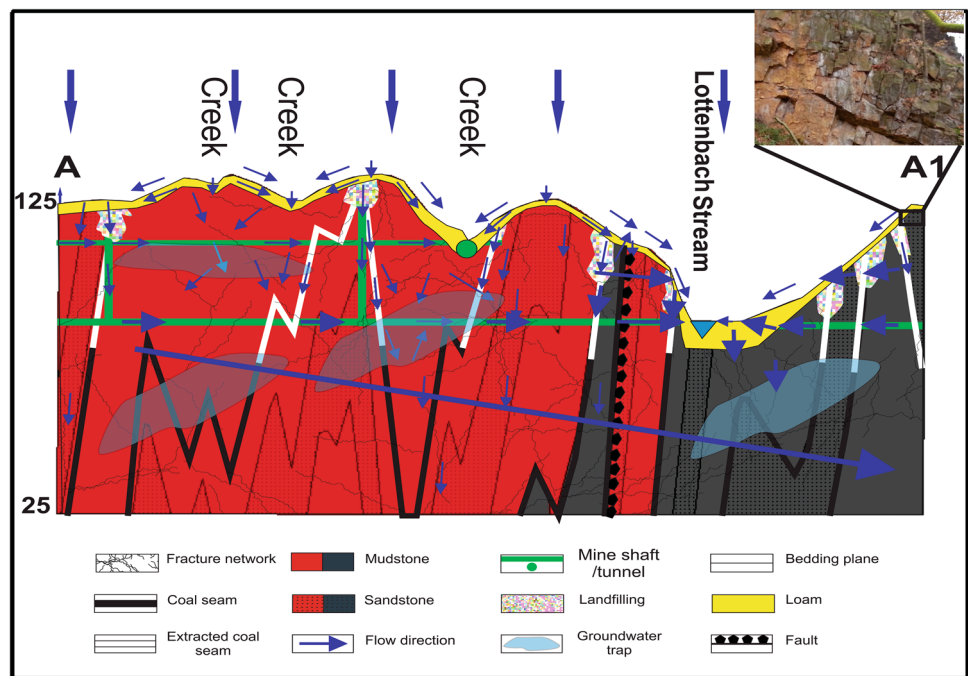 Creek
Creek
Creek
Lottenbach Stream
A
A1
125
25
Fracture network
Mudstone
Mine shaft
/tunnel
Bedding plane
Coal seam
Sandstone
Landfilling
Loam
Extracted coal
seam
Flow direction
Groundwater
trap
Fault